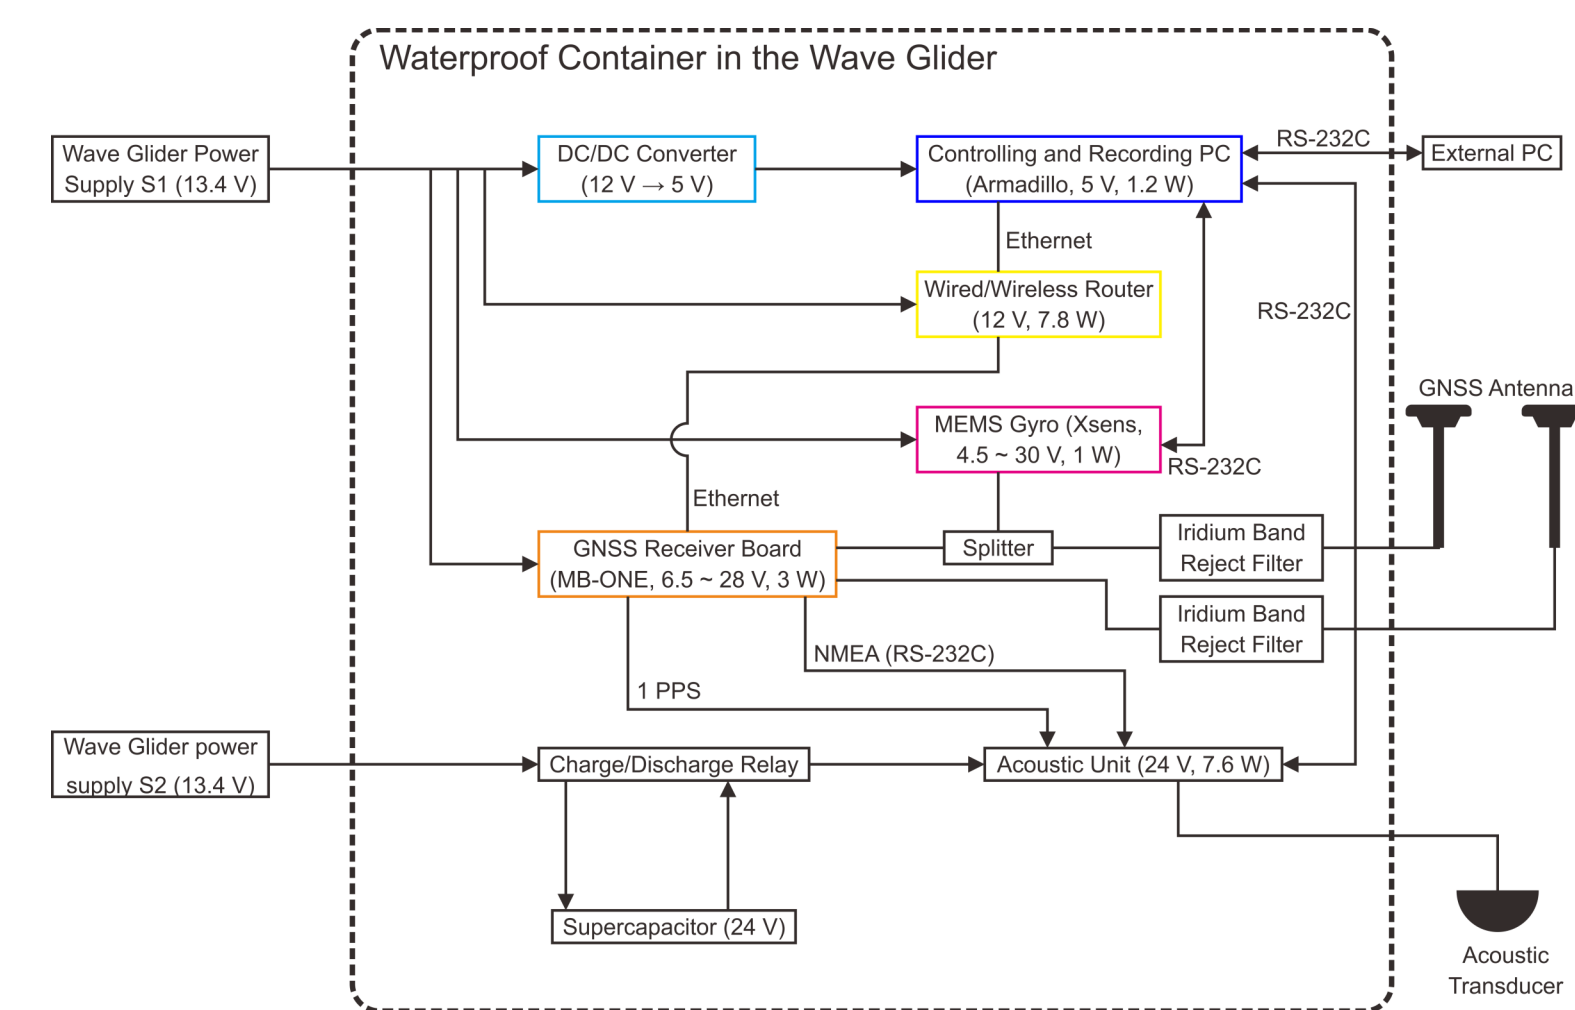 Waterproof Container in the Wave Glider
Wave Glider Power
Supply S1 (13.4 V)
DC/DC Converter
(12 V → 5 V)
Controlling and Recording PC
(Armadillo, 5 V, 1.2 W)
RS-232C
External PC
Ethernet
Wired/Wireless Router
(12 V, 7.8 W)
RS-232C
GNSS Antenna
MEMS Gyro (Xsens,
4.5 ~ 30 V, 1 W)
RS-232C
Ethernet
GNSS Receiver Board
(MB-ONE, 6.5 ~ 28 V, 3 W)
Splitter
Iridium Band
Reject Filter
Iridium Band
Reject Filter
NMEA (RS-232C)
1 PPS
Wave Glider power
supply S2 (13.4 V)
Charge/Discharge Relay
Acoustic Unit (24 V, 7.6 W)
Supercapacitor (24 V)
Acoustic
Transducer